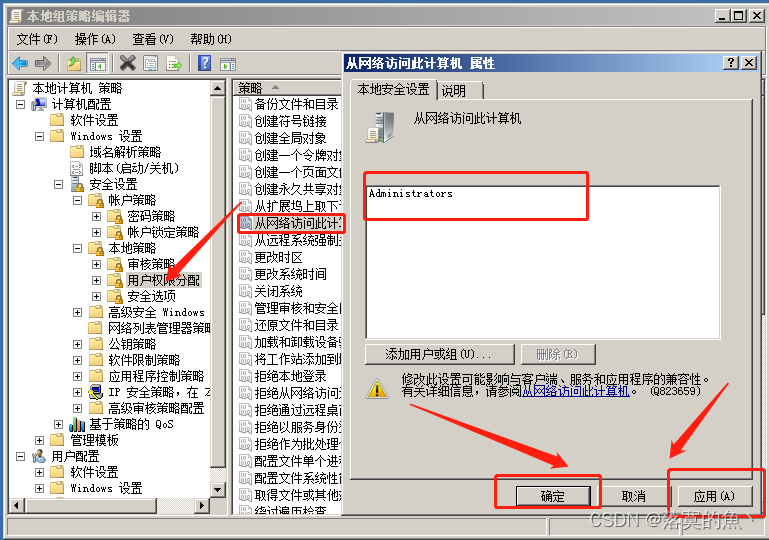 本地组策略编辑器
文件(F) 操作(A) 查看(V) 帮助(H)
本地计算机 策略
计算机配置
软件设置
Windows 设置
域名解析策略
脚本(启动/关机)
安全设置
帐户策略
密码策略
帐户锁定策略
本地策略
审核策略
用户权限分配
安全选项
高级安全 Windows
网络列表管理器策略
公钥策略
软件限制策略
应用程序控制策略
IP 安全策略，在
高级审核策略配置
基于策略的 QoS
管理模板
用户配置
软件设置
Windows 设置
策略
备份文件和目录
创建符号链接
创建全局对象
创建一个令牌对
创建一个页面文
创建永久共享对
从扩展坞上取下
从网络访问此计
从远程系统强制
更改时区
更改系统时间
关闭系统
管理审核和安全
还原文件和目录
加载和卸载设备
将工作站添加到
拒绝本地登录
拒绝从网络访问
拒绝通过远程桌
拒绝以服务身份
拒绝作为批处理
配置文件单个进
配置文件系统性
取得文件或其他
绕过遍历检查
从网络访问此计算机 属性
本地安全设置 说明
从网络访问此计算机
Administrators
添加用户或组(U)... 删除(R)
修改此设置可能影响与客户端、服务和应用程序的兼容性。
有关详细信息，请参阅从网络访问此计算机。 (Q823659)
确定 取消 应用(A)
CSDN @落寞的魚丶